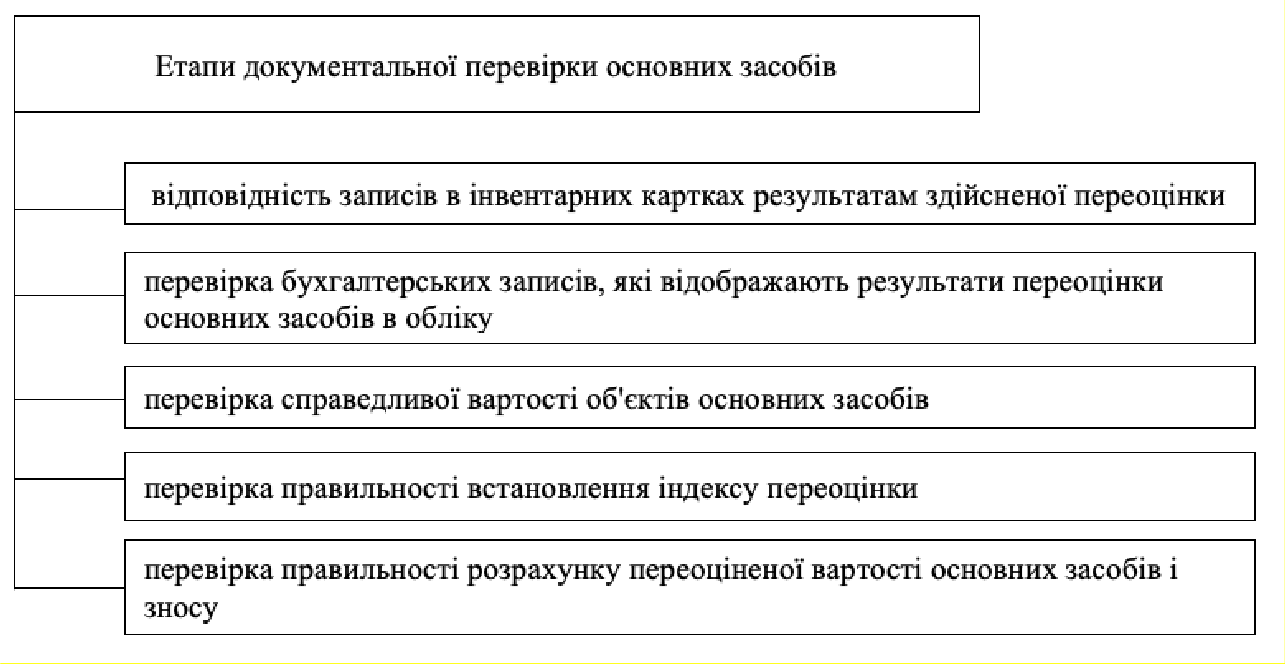 Етапи документальної перевірки основних засобів
відповідність записів в інвентарних картках результатам здійсненої переоцінки
перевірка бухгалтерських записів, які відображають результати переоцінки
основних засобів в обліку
перевірка справедливої вартості об'єктів основних засобів
перевірка правильності встановлення індексу переоцінки
перевірка правильності розрахунку переоціненої вартості основних засобів і
зносу